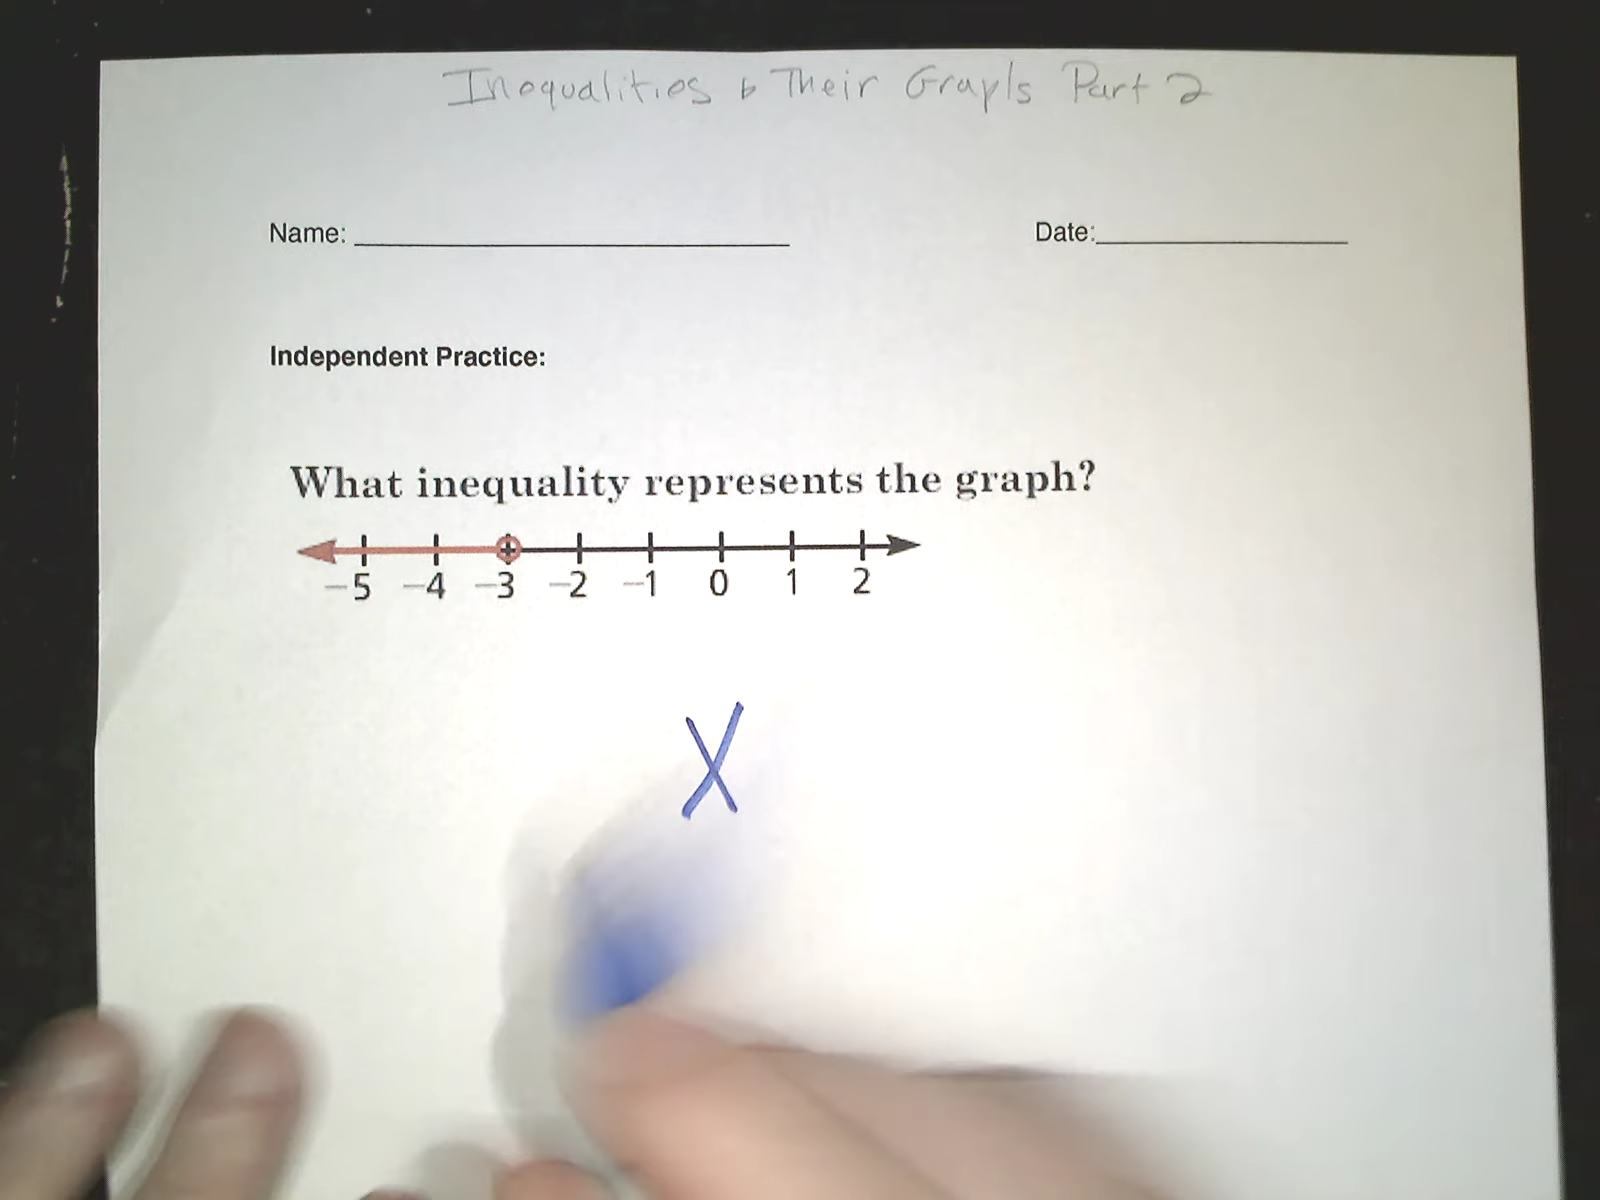 Inequalities & Their Graphs Part 2
Name: Date:
Independent Practice:
What inequality represents the graph?
−5 −4 −3 −2 −1 0 1 2
X